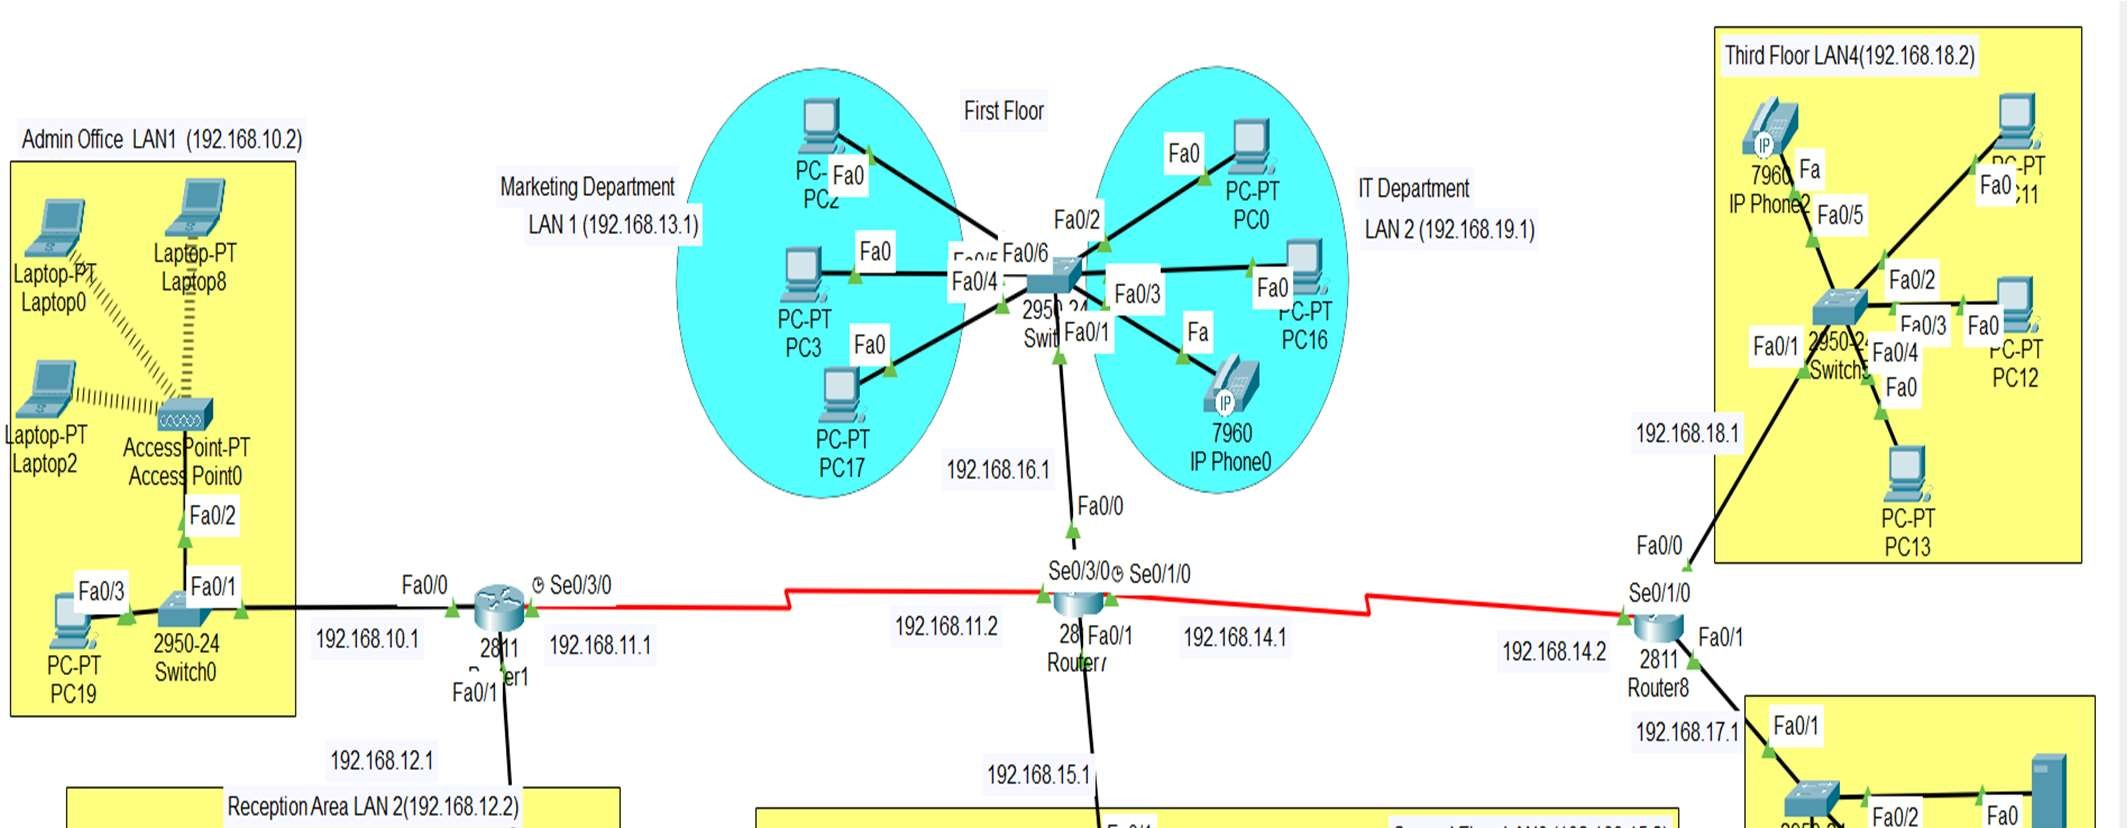 Third Floor LAN4(192.168.18.2)
First Floor
Admin Office LAN1 (192.168.10.2)
Marketing Department
LAN 1 (192.168.13.1)
IT Department
LAN 2 (192.168.19.1)
Laptop-PT
Laptop0
Laptop-PT
Laptop8
Laptop-PT
Laptop2
AccessPoint-PT
Access Point0
Fa0/2
Fa0/3
Fa0/1
PC-PT
PC19
2950-24
Switch0
192.168.10.1
Fa0/0
Se0/3/0
192.168.11.1
2811
Fa0/1
192.168.12.1
Reception Area LAN 2(192.168.12.2)
PC-
PC2
Fa0
Fa0
PC-PT
PC3
Fa0
PC-PT
PC17
Fa0/6
Fa0/4
Fa0/2
Fa0/3
Fa0/1
Fa0
PC-PT
PC0
Fa0
PC-PT
PC16
Fa
IP
7960
IP Phone0
192.168.16.1
Fa0/0
Se0/3/0
Se0/1/0
192.168.11.2
Fa0/1
192.168.14.1
192.168.15.1
192.168.14.2
Fa0/0
Se0/1/0
Fa0/1
2811
Router8
192.168.18.1
192.168.17.1
IP
7960
IP Phone2
Fa
Fa0/5
Fa0
Fa0/2
Fa0/3
Fa0
PC-PT
PC12
Fa0/1
Fa0/4
Fa0
PC-PT
PC13
Fa0/1
Fa0/2
Fa0